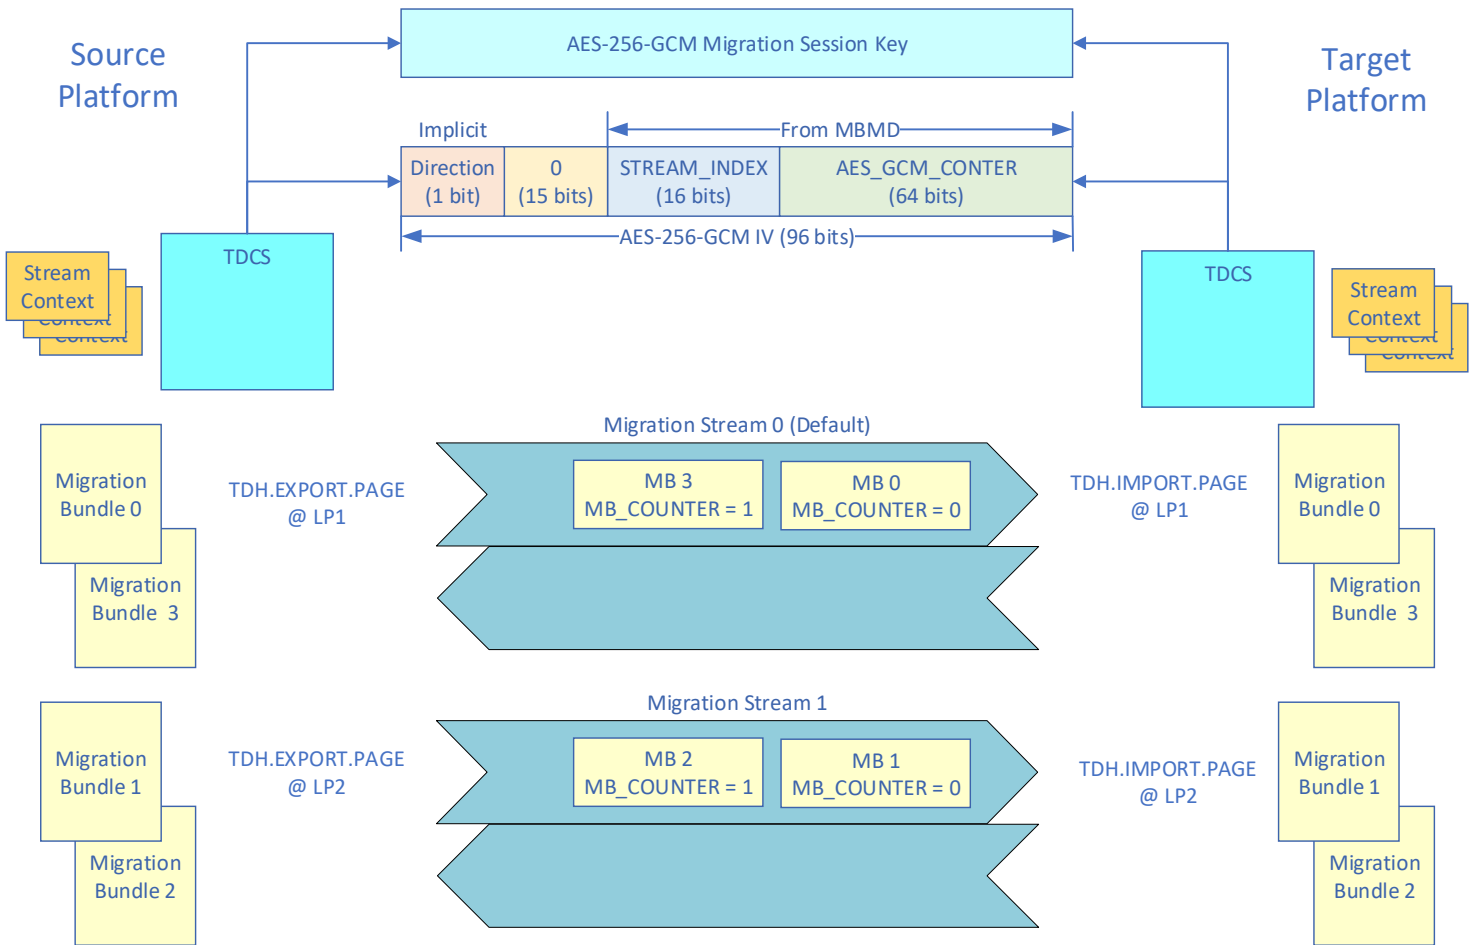 Source
Platform
AES-256-GCM Migration Session Key
Target
Platform
Implicit
From MBMD
Direction
(1 bit)
0
(15 bits)
STREAM_INDEX
(16 bits)
AES_GCM_CONTER
(64 bits)
AES-256-GCM IV (96 bits)
TDCS
Stream
Context
Context
Context
TDCS
Stream
Context
Context
Context
Migration Stream 0 (Default)
Migration
Bundle 0
Migration
Bundle 3
TDH.EXPORT.PAGE
@ LP1
MB 3
MB_COUNTER = 1
MB 0
MB_COUNTER = 0
TDH.IMPORT.PAGE
@ LP1
Migration
Bundle 0
Migration
Bundle 3
Migration Stream 1
Migration
Bundle 1
Migration
Bundle 2
TDH.EXPORT.PAGE
@ LP2
MB 2
MB_COUNTER = 1
MB 1
MB_COUNTER = 0
TDH.IMPORT.PAGE
@ LP2
Migration
Bundle 1
Migration
Bundle 2